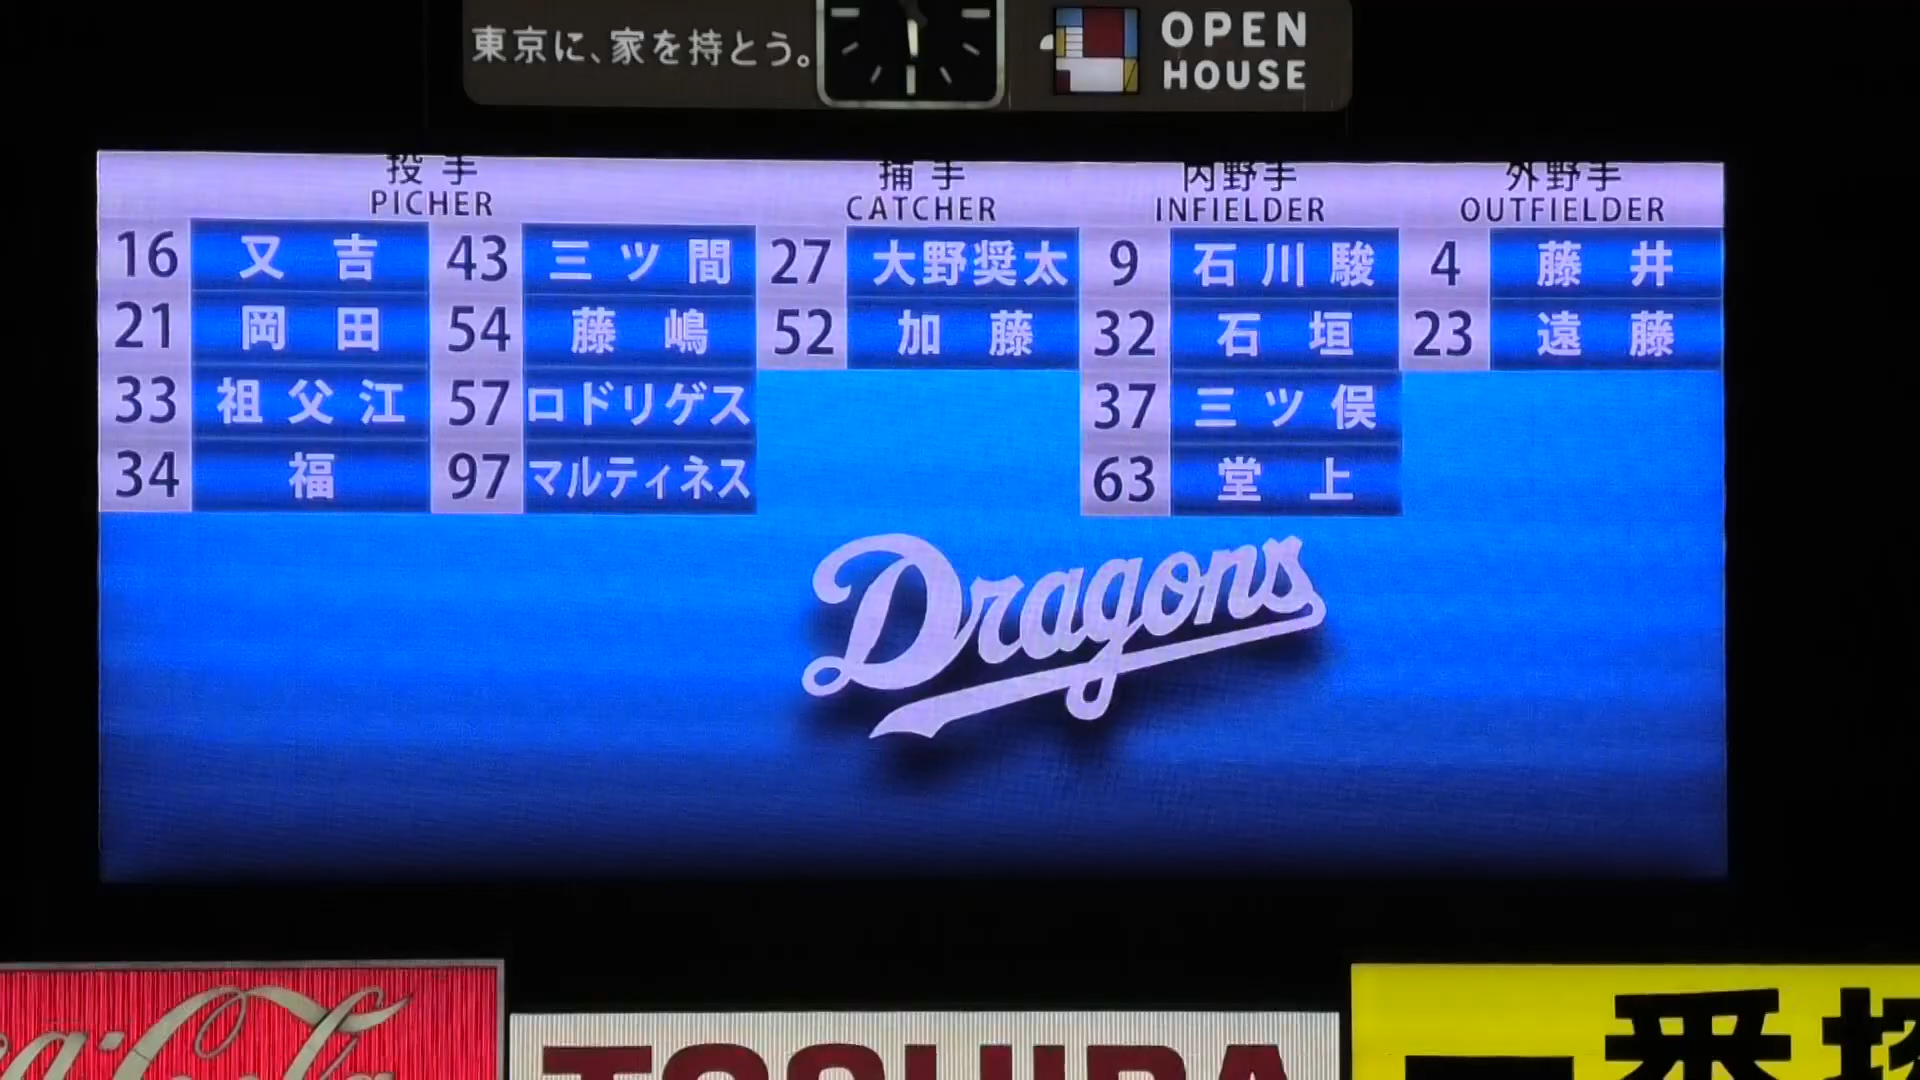 東京に、家を持とう。
OPEN
HOUSE
投手 捕手 内野手 外野手
PICHER CATCHER INFIELDER OUTFIELDER
16 又吉 43 三ツ間 27 大野奨太 9 石川駿 4 藤井
21 岡田 54 藤嶋 52 加藤 32 石垣 23 遠藤
33 祖父江 57 ロドリゲス 37 三ツ俣
34 福 97 マルティネス 63 堂上
Dragons
TOSHIBA
一番搾